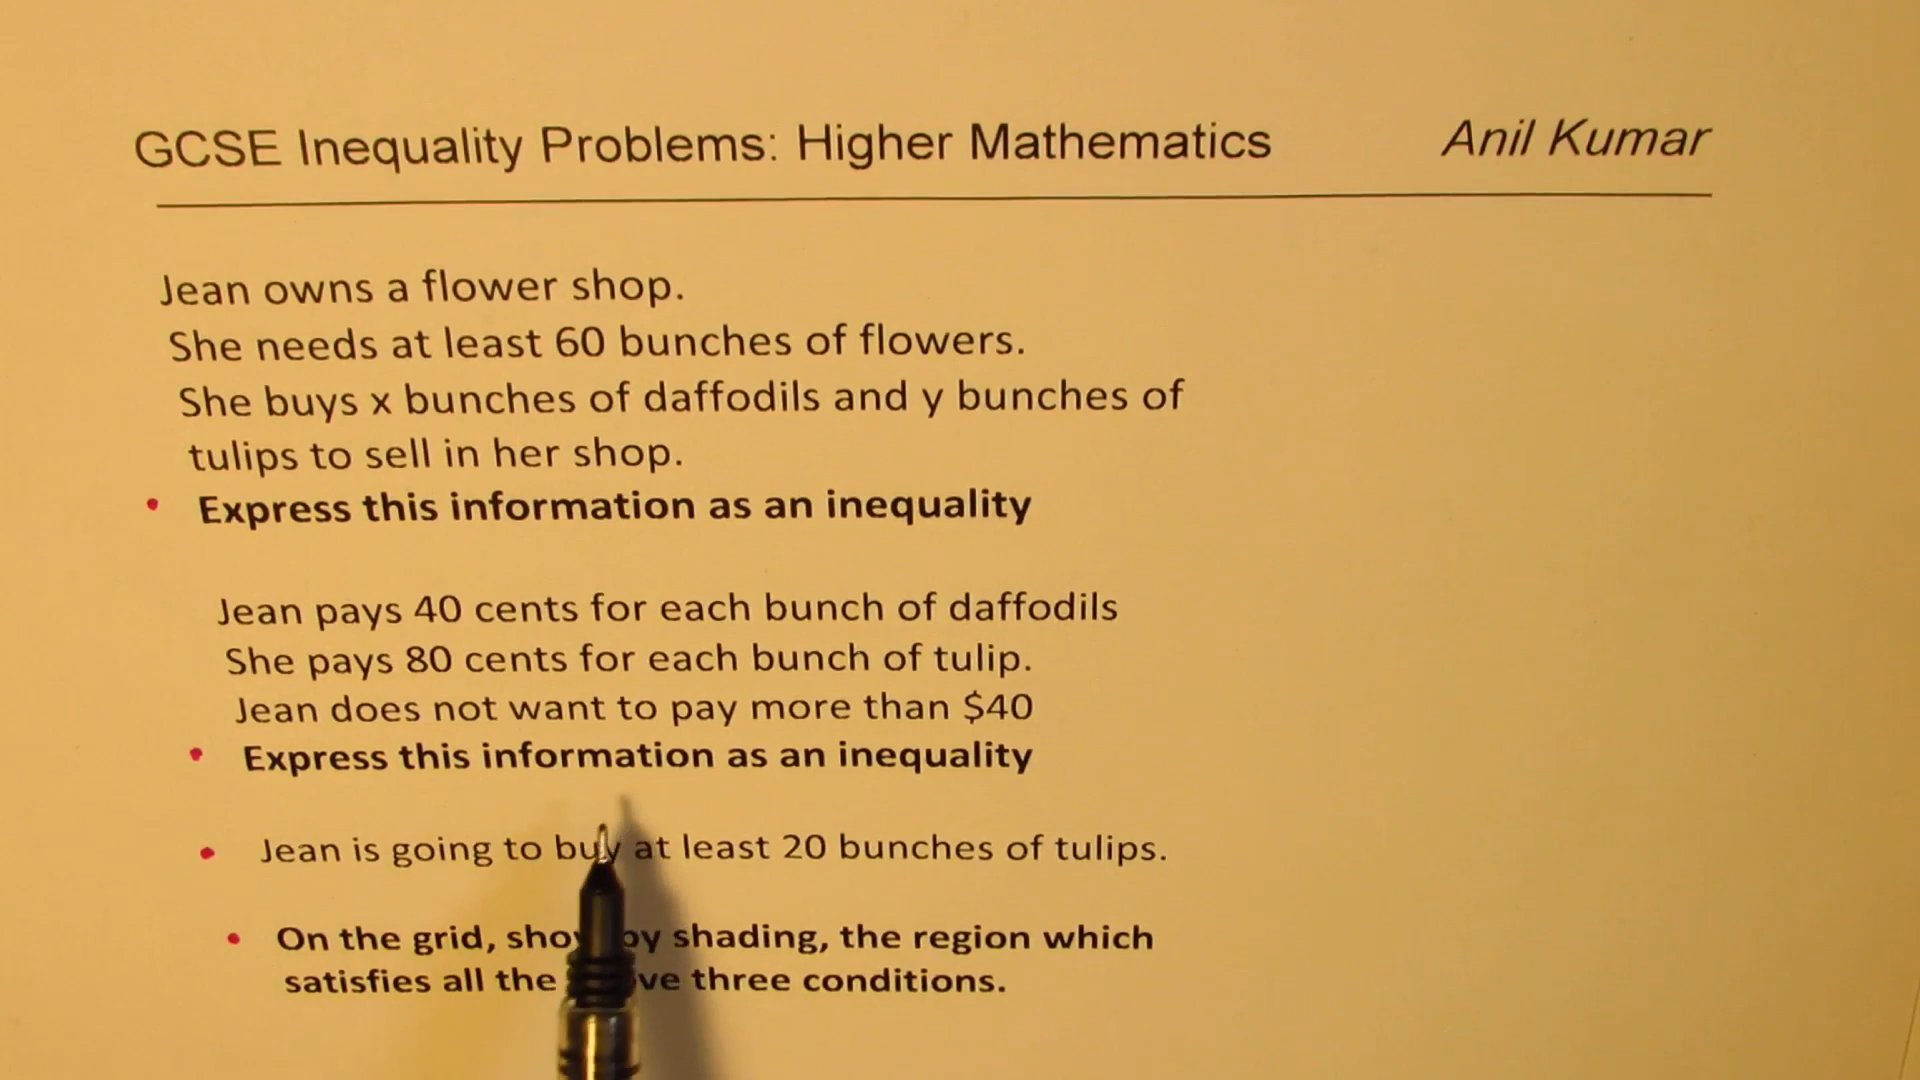 GCSE Inequality Problems: Higher Mathematics Anil Kumar
Jean owns a flower shop.
She needs at least 60 bunches of flowers.
She buys x bunches of daffodils and y bunches of
tulips to sell in her shop.
• Express this information as an inequality
Jean pays 40 cents for each bunch of daffodils
She pays 80 cents for each bunch of tulip.
Jean does not want to pay more than $40
• Express this information as an inequality
• Jean is going to buy at least 20 bunches of tulips.
• On the grid, show by shading, the region which
satisfies all the three conditions.